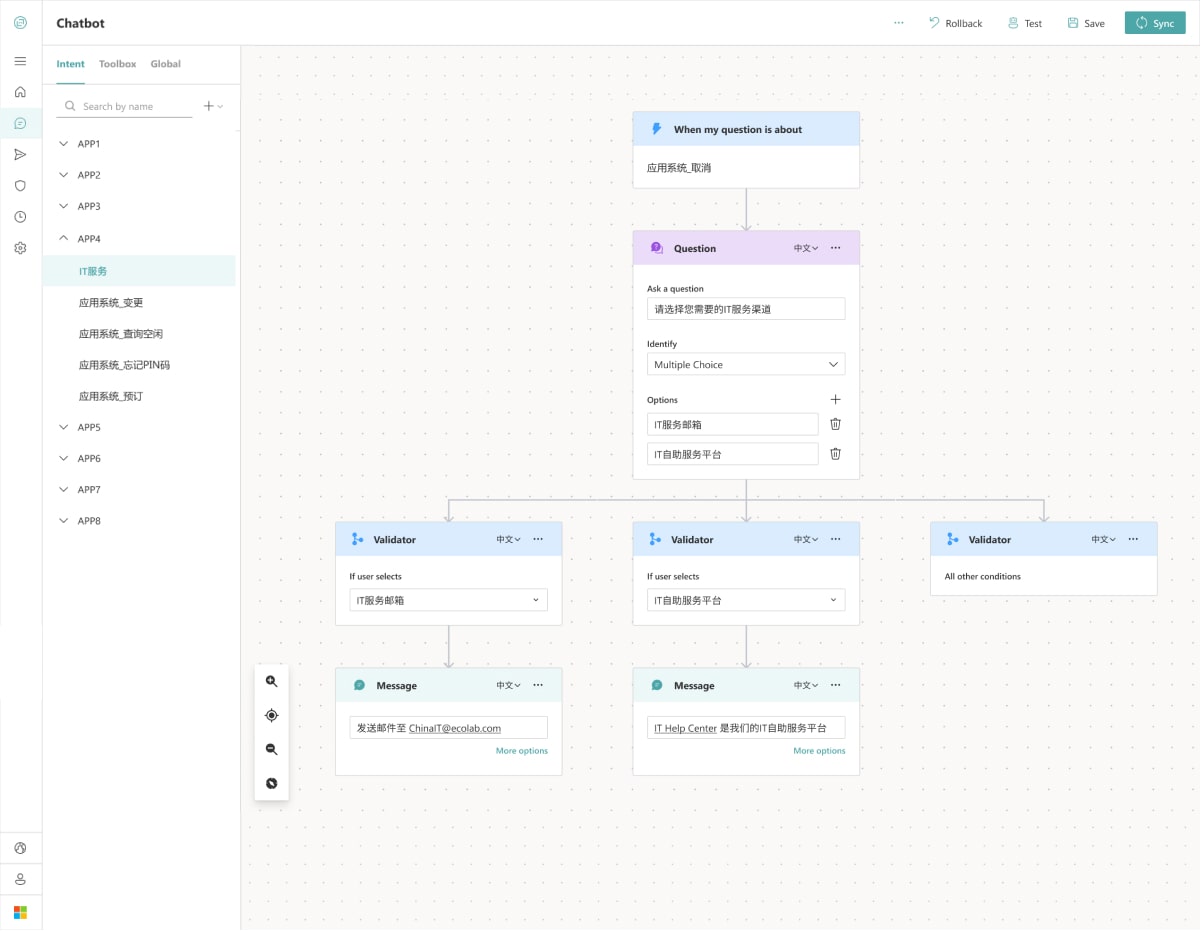 Chatbot
Rollback
Test
Save
Sync
Intent
Toolbox
Global
Search by name
APP1
APP2
APP3
APP4
IT服务
应用系统_变更
应用系统_查询空闲
应用系统_忘记PIN码
应用系统_预订
APP5
APP6
APP7
APP8
When my question is about
应用系统_取消
Question
中文
Ask a question
请选择您需要的IT服务渠道
Identify
Multiple Choice
Options
IT服务邮箱
IT自助服务平台
Validator
中文
If user selects
IT服务邮箱
Validator
中文
If user selects
IT自助服务平台
Validator
中文
All other conditions
Message
中文
发送邮件至 ChinaIT@ecolab.com
More options
Message
中文
IT Help Center 是我们的IT自助服务平台
More options